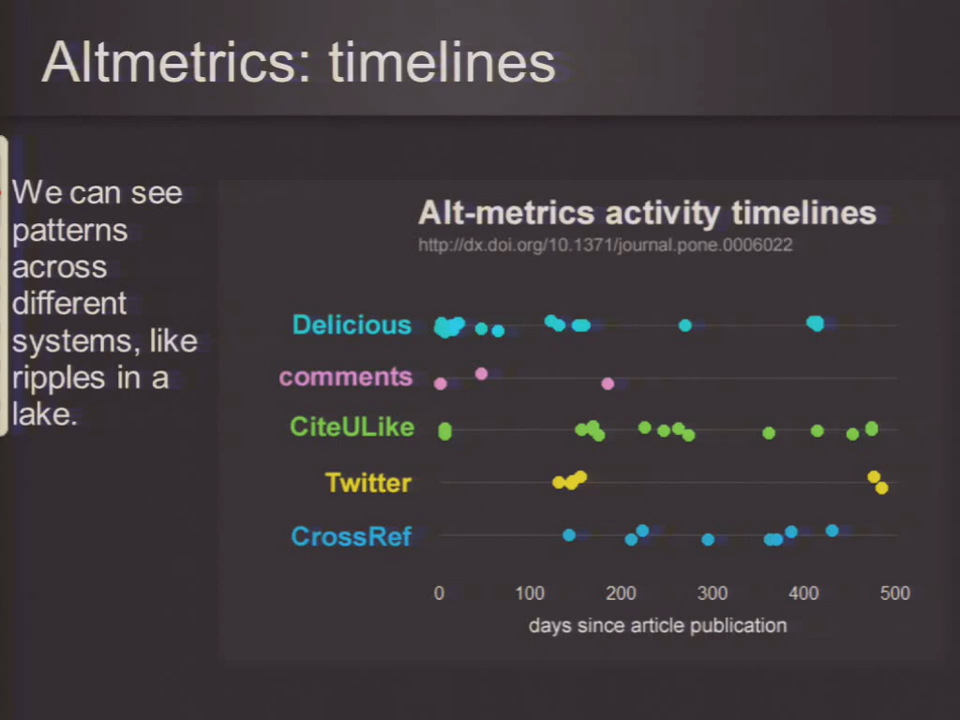 Altmetrics: timelines
We can see
patterns
across
different
systems, like
ripples in a
lake.
Alt-metrics activity timelines
http://dx.doi.org/10.1371/journal.pone.0006022
Delicious
comments
CiteULike
Twitter
CrossRef
0 100 200 300 400 500
days since article publication